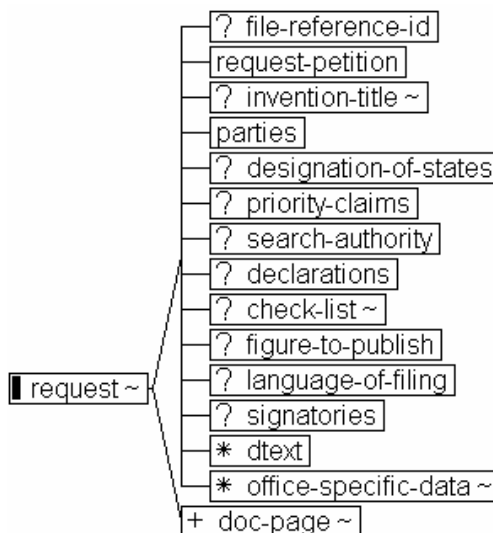 ? file-reference-id
request-petition
? invention-title ~
parties
? designation-of-states
? priority-claims
? search-authority
? declarations
? check-list ~
? figure-to-publish
? language-of-filing
request ~
? signatories
* dtext
* office-specific-data ~
+ doc-page ~